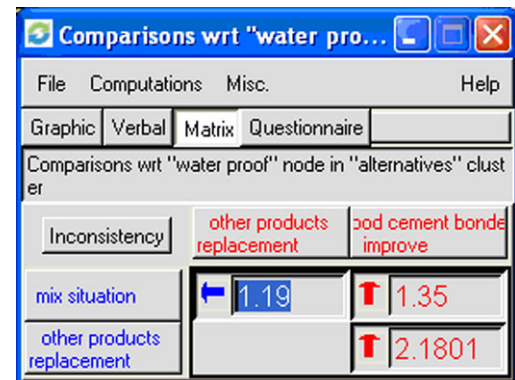 Comparisons wrt "water pro...
File Computations Misc. Help
Graphic Verbal Matrix Questionnaire
Comparisons wrt "water proof" node in "alternatives" clust
er
Inconsistency
other products
replacement
ood cement bonde
improve
mix situation
1.19
1.35
other products
replacement
2.1801